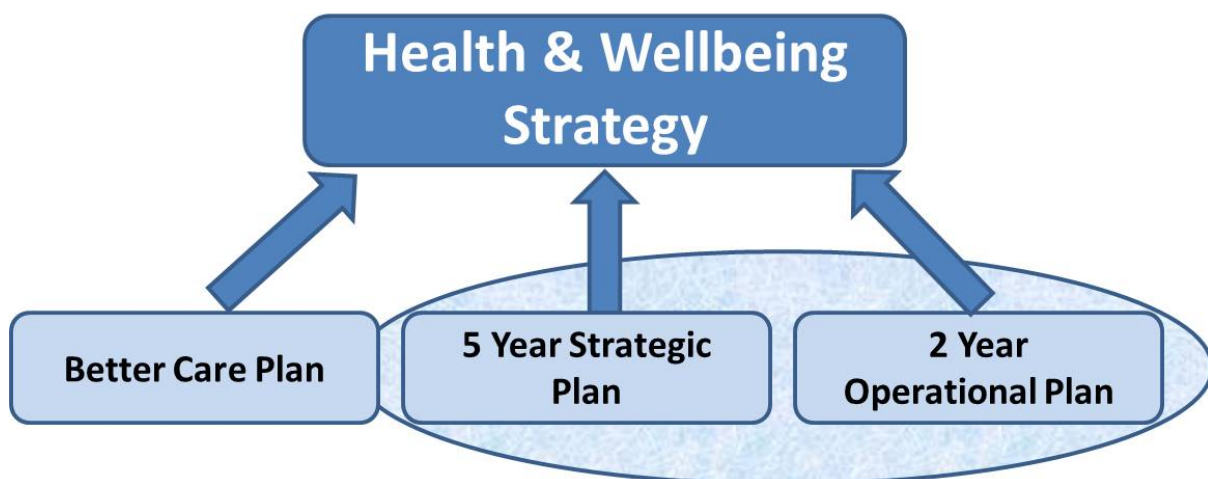 Health & Wellbeing
Strategy
Better Care Plan
5 Year Strategic
Plan
2 Year
Operational Plan